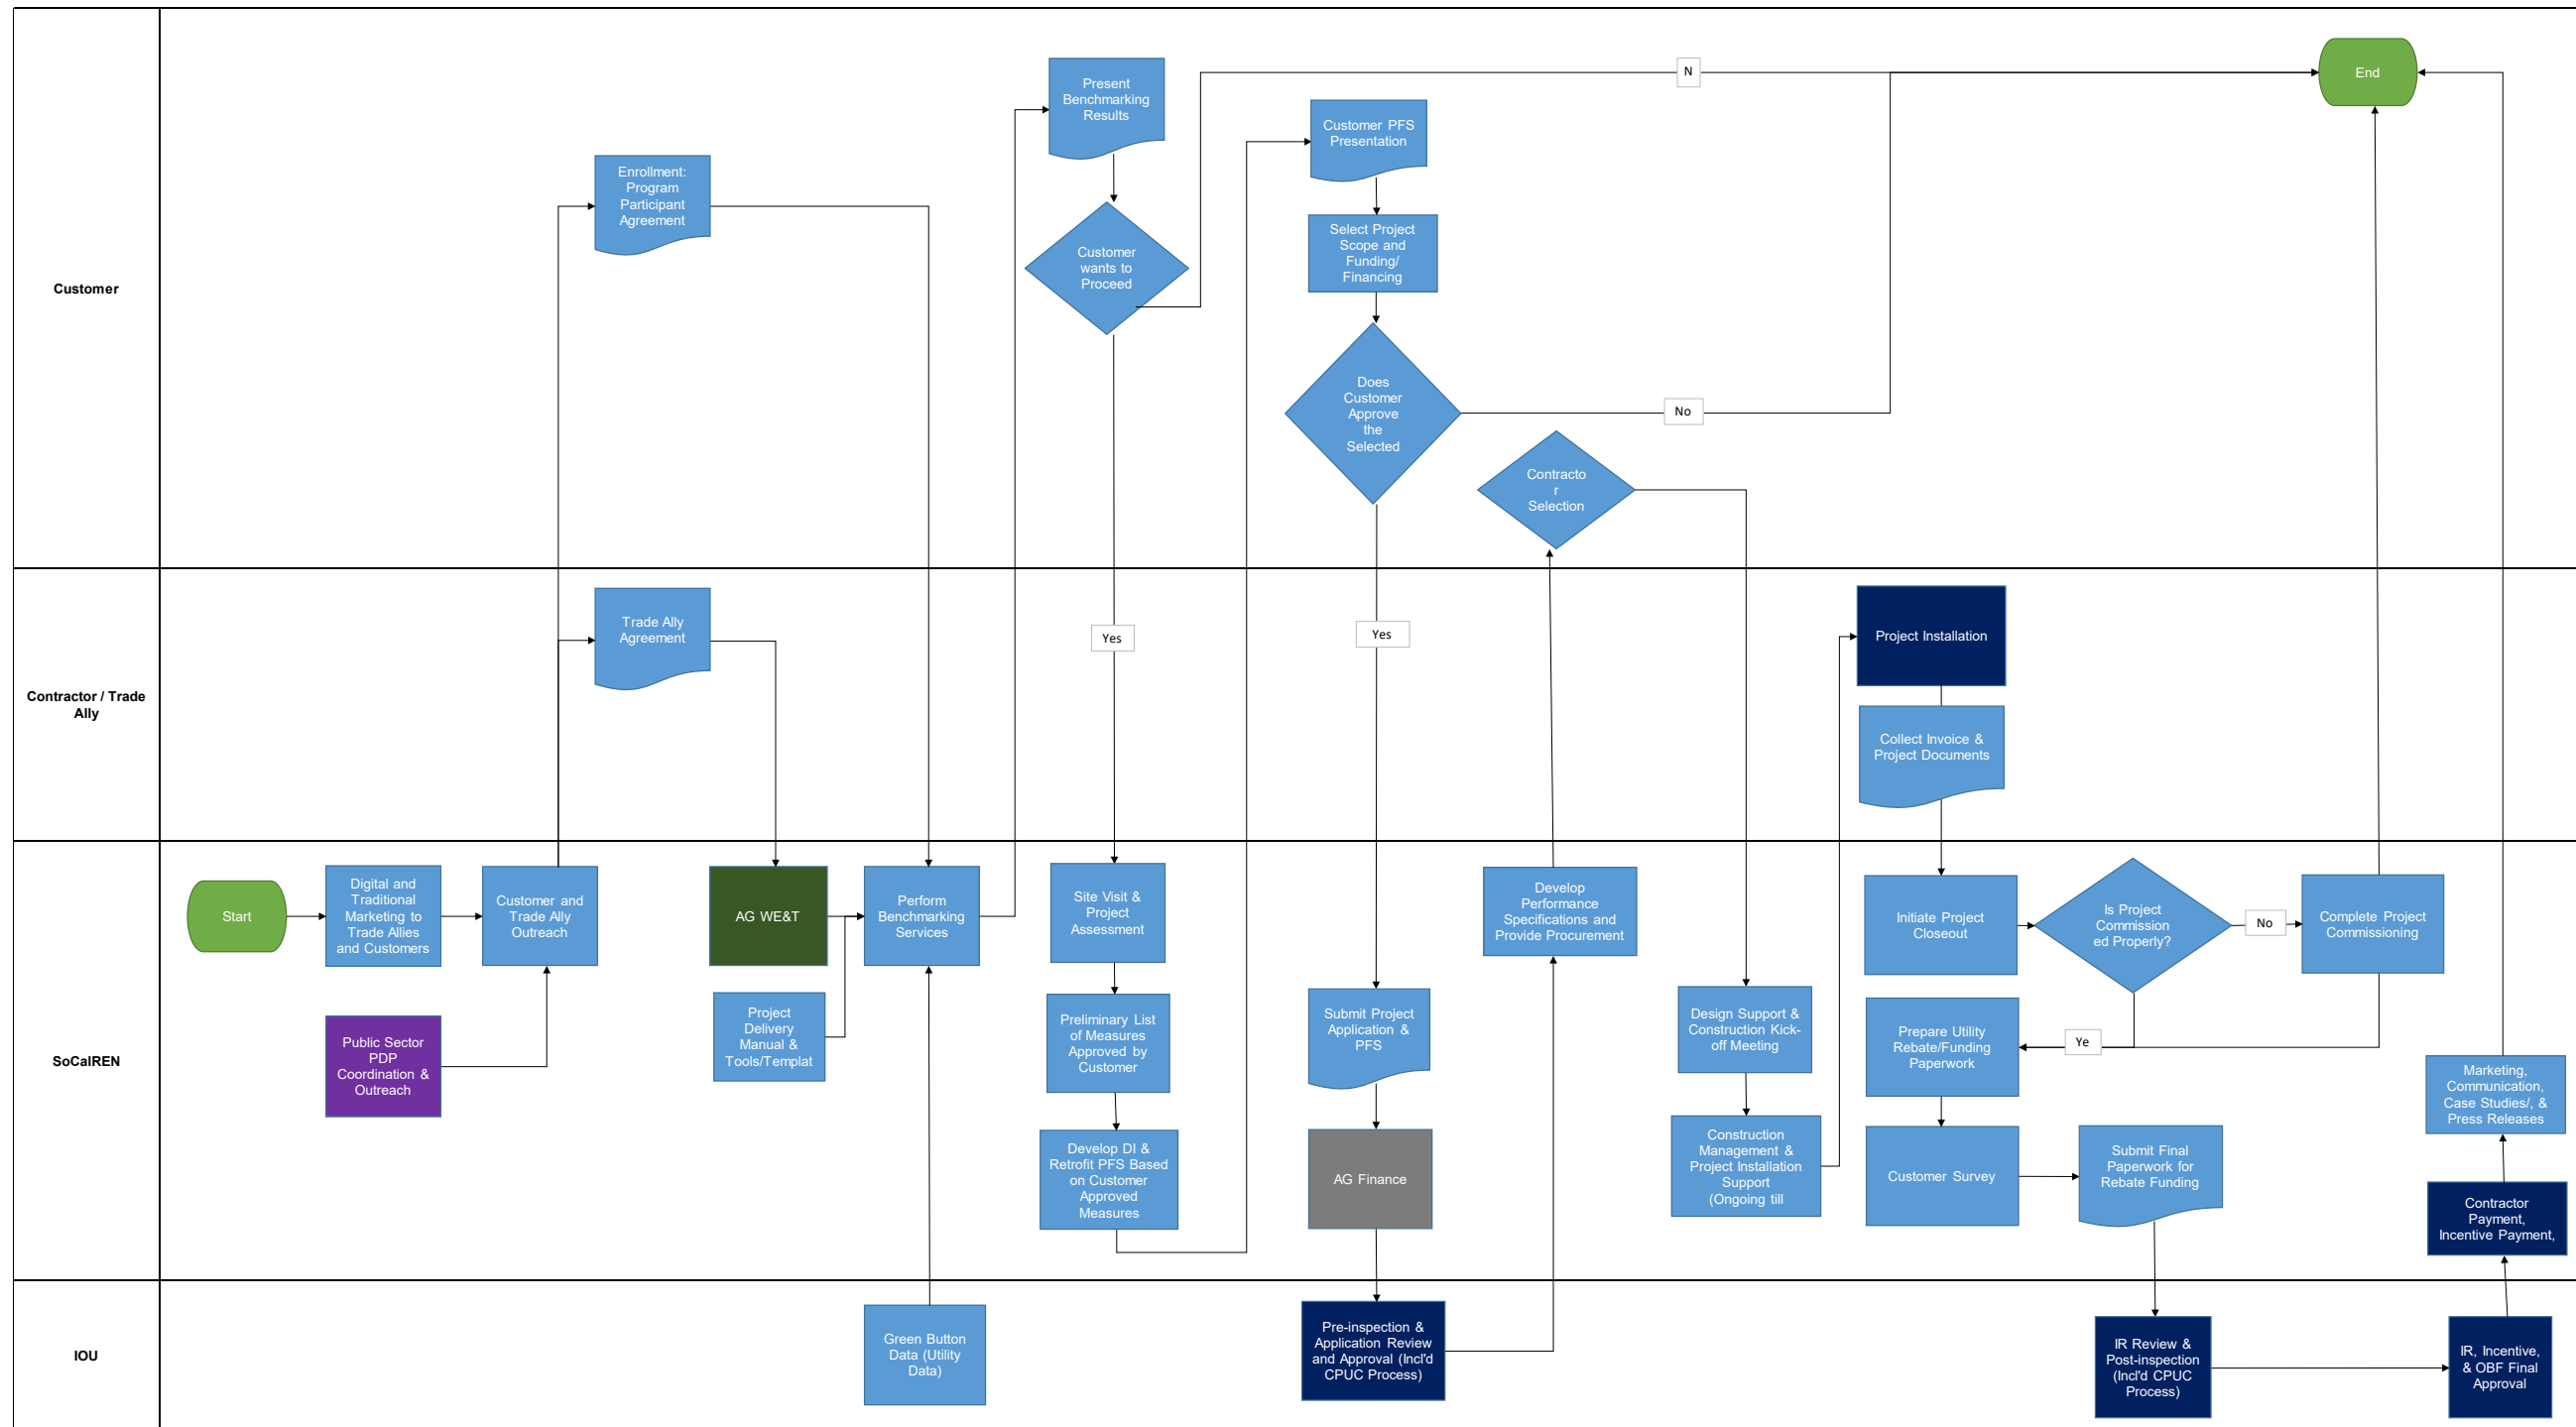 Customer
Present
Benchmarking
Results
N
End
Customer PFS
Presentation
Enrollment:
Program
Participant
Agreement
Customer
wants to
Proceed
Select Project
Scope and
Funding/
Financing
Does
Customer
Approve
the
Selected
No
Contracto
r
Selection
Contractor / Trade
Ally
Trade Ally
Agreement
Yes
Yes
Project Installation
Collect Invoice &
Project Documents
SoCalREN
Start
Digital and
Traditional
Marketing to
Trade Allies
and Customers
Customer and
Trade Ally
Outreach
AG WE&T
Perform
Benchmarking
Services
Site Visit &
Project
Assessment
Develop
Performance
Specifications and
Provide Procurement
Initiate Project
Closeout
Is Project
Commission
ed Properly?
No
Complete Project
Commissioning
Public Sector
PDP
Coordination &
Outreach
Project
Delivery
Manual &
Tools/Templat
Preliminary List
of Measures
Approved by
Customer
Submit Project
Application &
PFS
Design Support &
Construction Kick-
off Meeting
Prepare Utility
Rebate/Funding
Paperwork
Ye
Marketing,
Communication,
Case Studies/, &
Press Releases
Develop DI &
Retrofit PFS Based
on Customer
Approved
Measures
AG Finance
Construction
Management &
Project Installation
Support
(Ongoing till
Customer Survey
Submit Final
Paperwork for
Rebate Funding
Contractor
Payment,
Incentive Payment,
IOU
Green Button
Data (Utility
Data)
Pre-inspection &
Application Review
and Approval (Incl'd
CPUC Process)
IR Review &
Post-inspection
(Incl'd CPUC
Process)
IR, Incentive,
& OBF Final
Approval